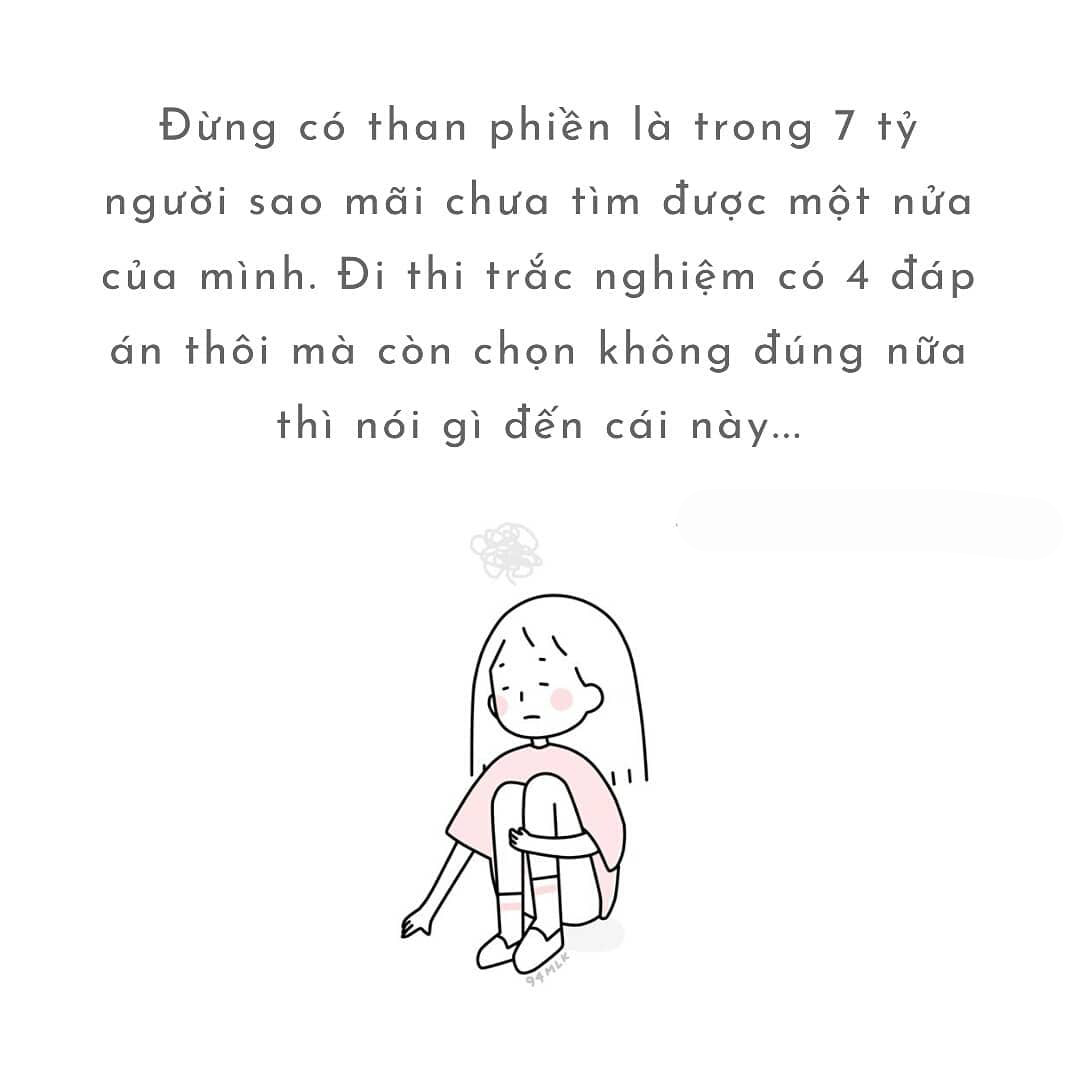 Đừng có than phiền là trong 7 tỷ
người sao mãi chưa tìm được một nửa
của mình. Đi thi trắc nghiệm có 4 đáp
án thôi mà còn chọn không đúng nữa
thì nói gì đến cái này...
94MLK